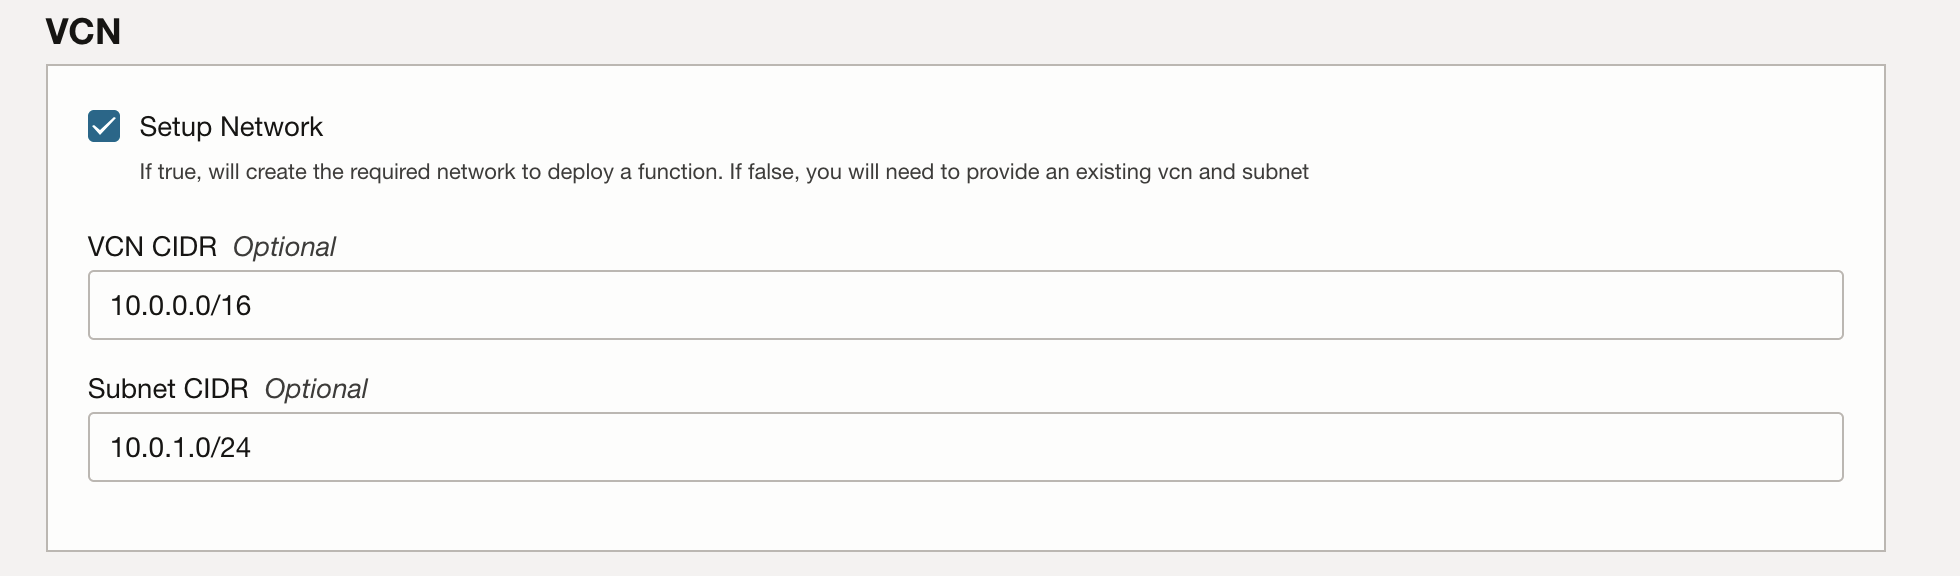 VCN
Setup Network
If true, will create the required network to deploy a function. If false, you will need to provide an existing vcn and subnet
VCN CIDR Optional
10.0.0.0/16
Subnet CIDR Optional
10.0.1.0/24